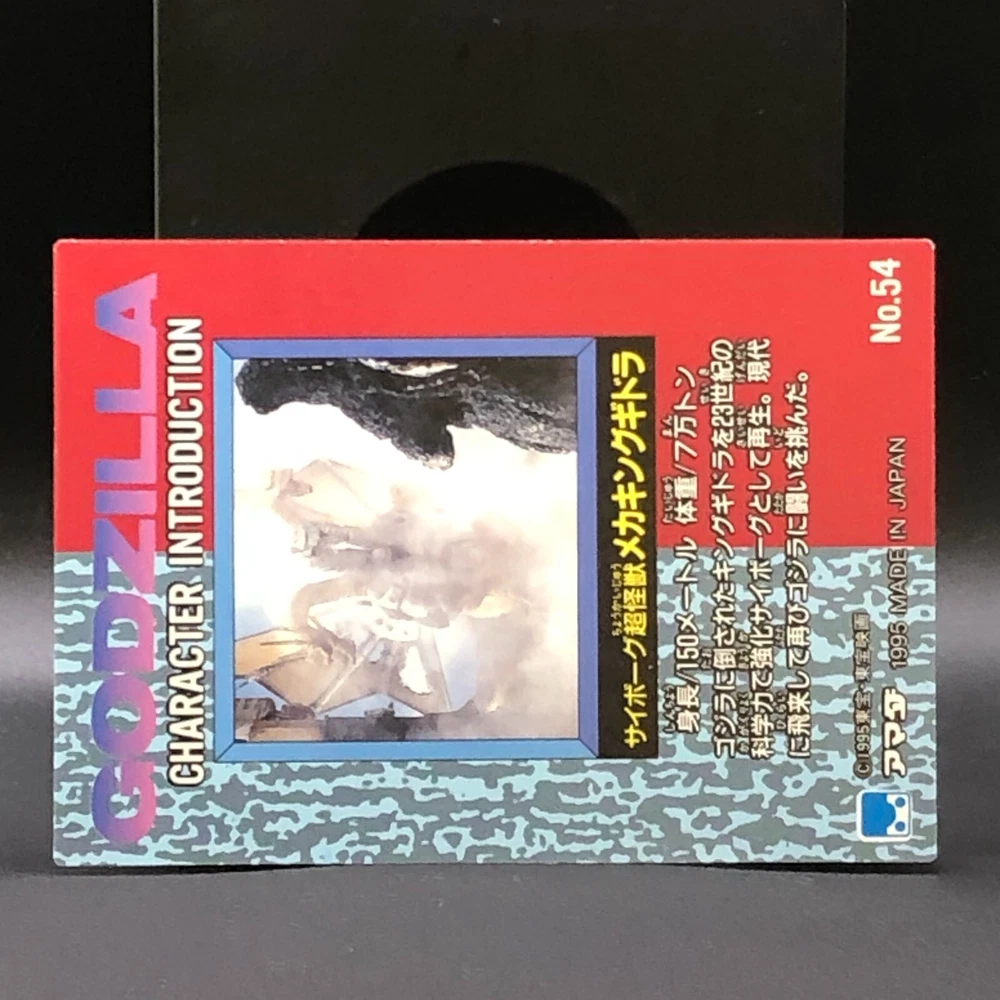 GODZILLA
CHARACTER INTRODUCTION
サイボーグ超怪獣 メカキングギドラ
身長/150メートル 体重/7万トン
ゴジラに倒されたキングギドラを23世紀の
科学力で強化サイボーグとして再生。現代
に飛来して再びゴジラに闘いを挑んだ。
©1995東宝・東宝映画
アマダ 1995 MADE IN JAPAN
No.54